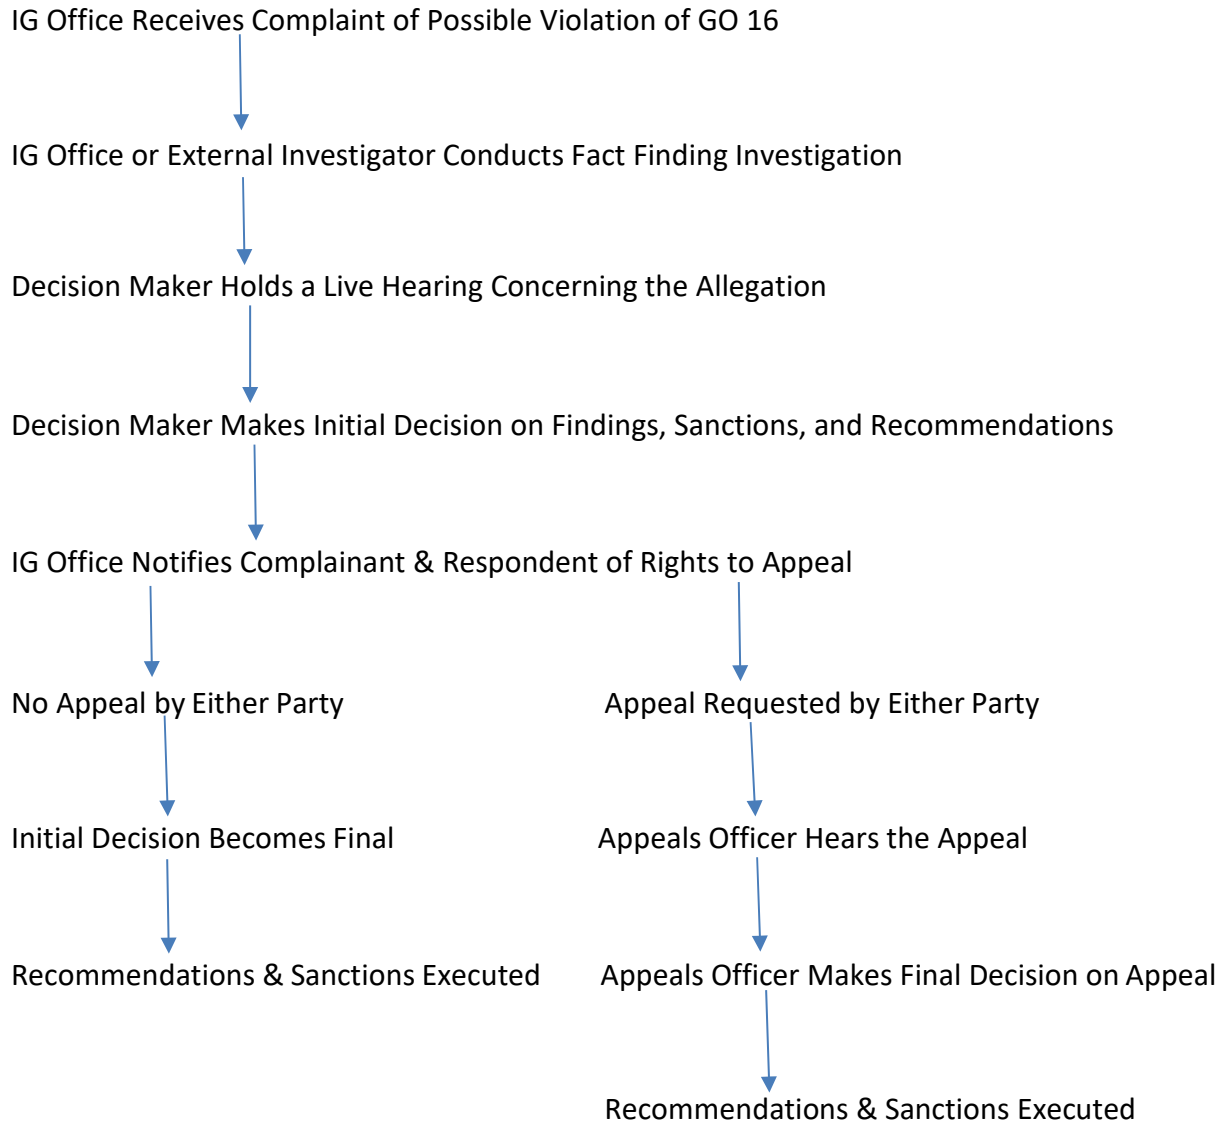 IG Office Receives Complaint of Possible Violation of GO 16
IG Office or External Investigator Conducts Fact Finding Investigation
Decision Maker Holds a Live Hearing Concerning the Allegation
Decision Maker Makes Initial Decision on Findings, Sanctions, and Recommendations
IG Office Notifies Complainant & Respondent of Rights to Appeal
No Appeal by Either Party
Appeal Requested by Either Party
Initial Decision Becomes Final
Appeals Officer Hears the Appeal
Recommendations & Sanctions Executed
Appeals Officer Makes Final Decision on Appeal
Recommendations & Sanctions Executed